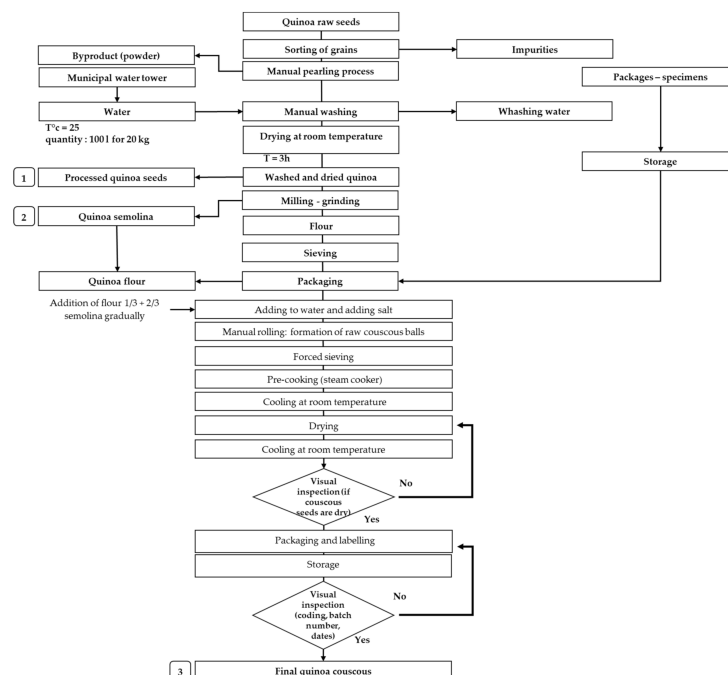 Quinoa raw seeds
Sorting of grains
Impurities
Byproduct (powder)
Manual pearling process
Municipal water tower
Packages – specimens
Water
Manual washing
Whashing water
T°c = 25
quantity : 100 l for 20 kg
Drying at room temperature
T = 3h
Storage
1
Processed quinoa seeds
Washed and dried quinoa
Milling - grinding
2
Quinoa semolina
Flour
Sieving
Quinoa flour
Packaging
Addition of flour 1/3 + 2/3
semolina gradually
Adding to water and adding salt
Manual rolling: formation of raw couscous balls
Forced sieving
Pre-cooking (steam cooker)
Cooling at room temperature
Drying
Cooling at room temperature
Visual
inspection (if
couscous
seeds are dry)
No
Yes
Packaging and labelling
Storage
Visual
inspection
(coding, batch
number,
dates)
No
Yes
3
Final quinoa couscous